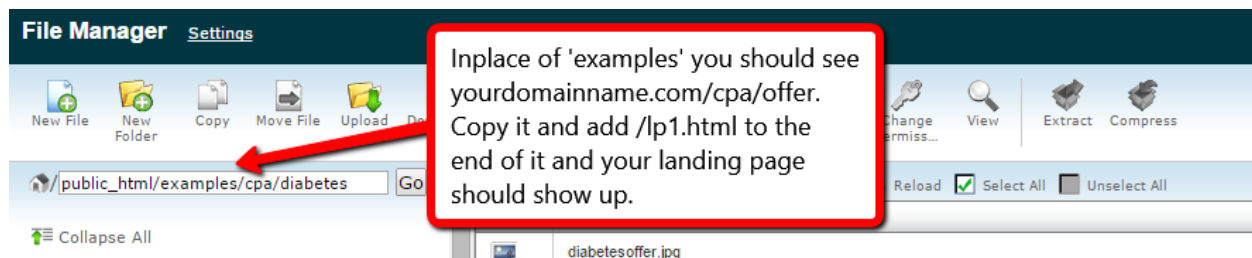 File Manager Settings
Inplace of 'examples' you should see
yourdomainname.com/cpa/offer.
Copy it and add /lp1.html to the
end of it and your landing page
should show up.
New File
New
Folder
Copy
Move File
Upload
Change
View
Extract
Compress
/public_html/examples/cpa/diabetes Go
Reload Select All Unselect All
Collapse All
diabetesoffer.jpg